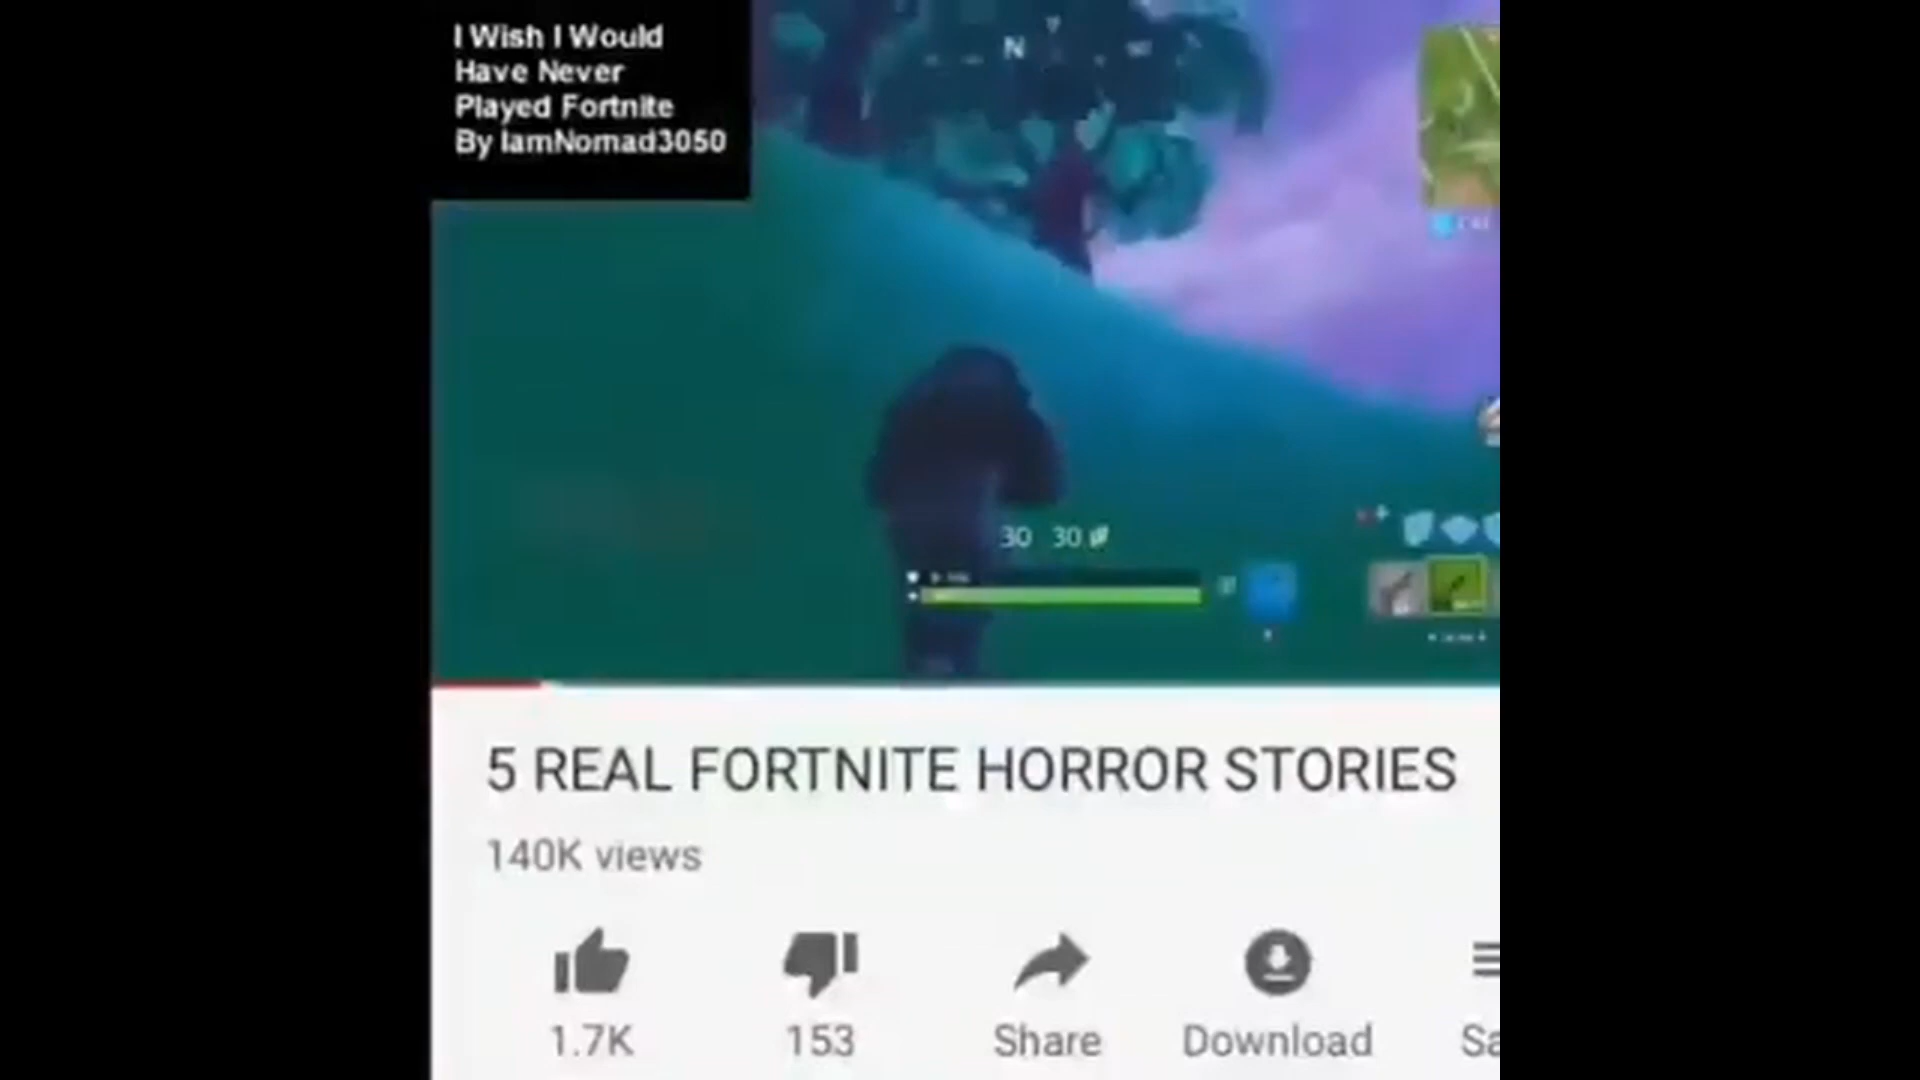 I Wish I Would
Have Never
Played Fortnite
By IamNomad3050
N
30 30
5 REAL FORTNITE HORROR STORIES
140K views
1.7K
153
Share
Download
Sa